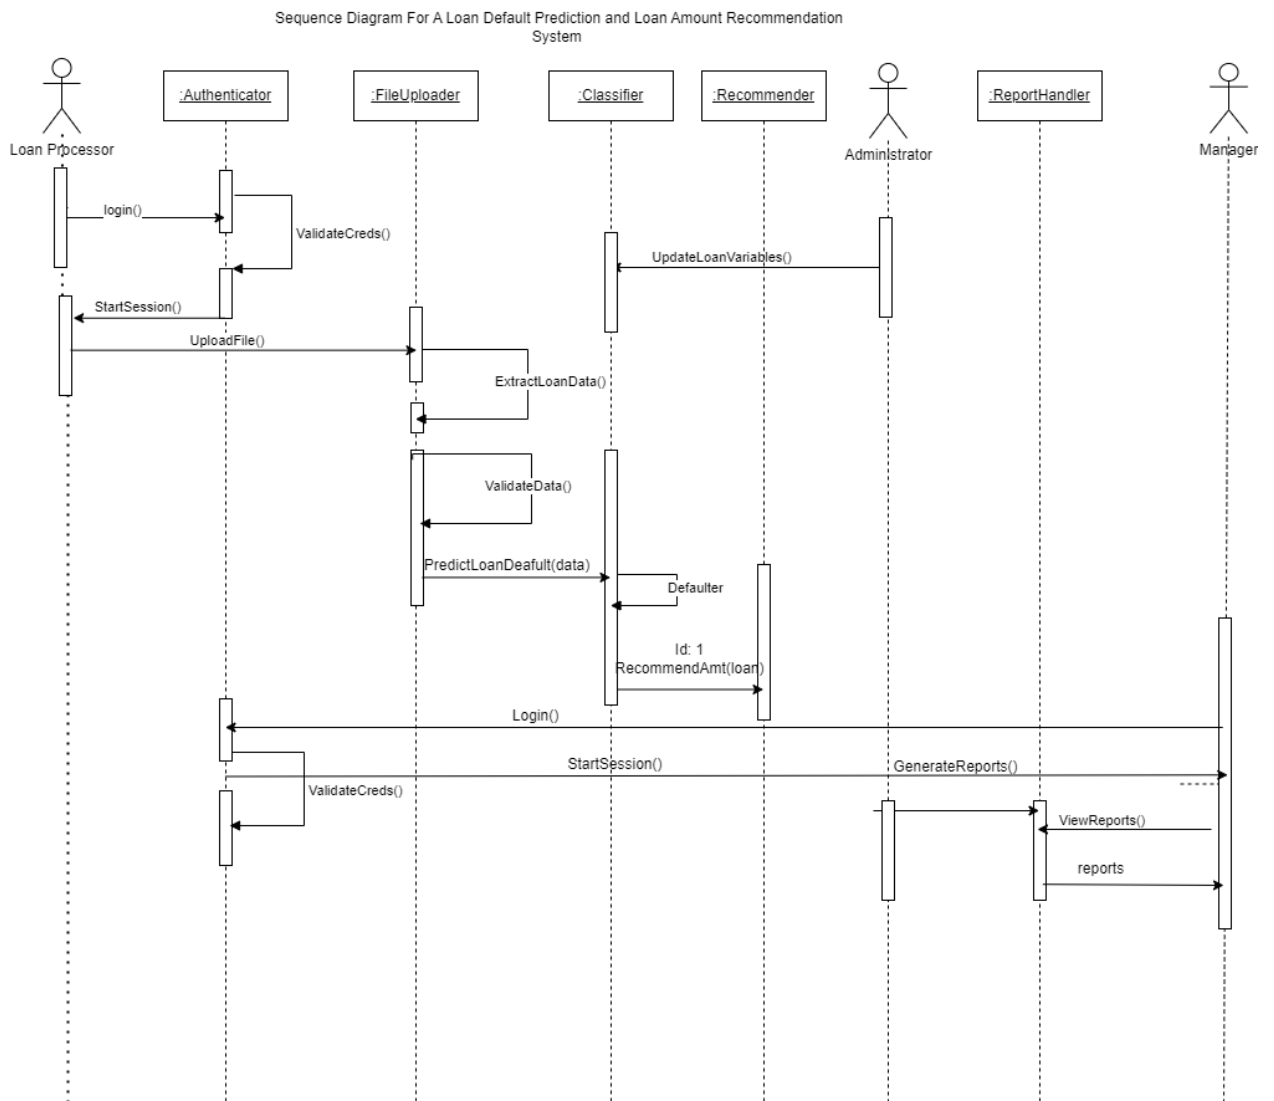 Sequence Diagram For A Loan Default Prediction and Loan Amount Recommendation
System
:Authenticator
:FileUploader
:Classifier
:Recommender
:ReportHandler
Loan Processor
Administrator
Manager
login()
ValidateCreds()
UpdateLoanVariables()
StartSession()
UploadFile()
ExtractLoanData()
ValidateData()
PredictLoanDeafult(data)
Defaulter
Id: 1
RecommendAmt(loan)
Login()
StartSession()
GenerateReports()
ValidateCreds()
ViewReports()
reports